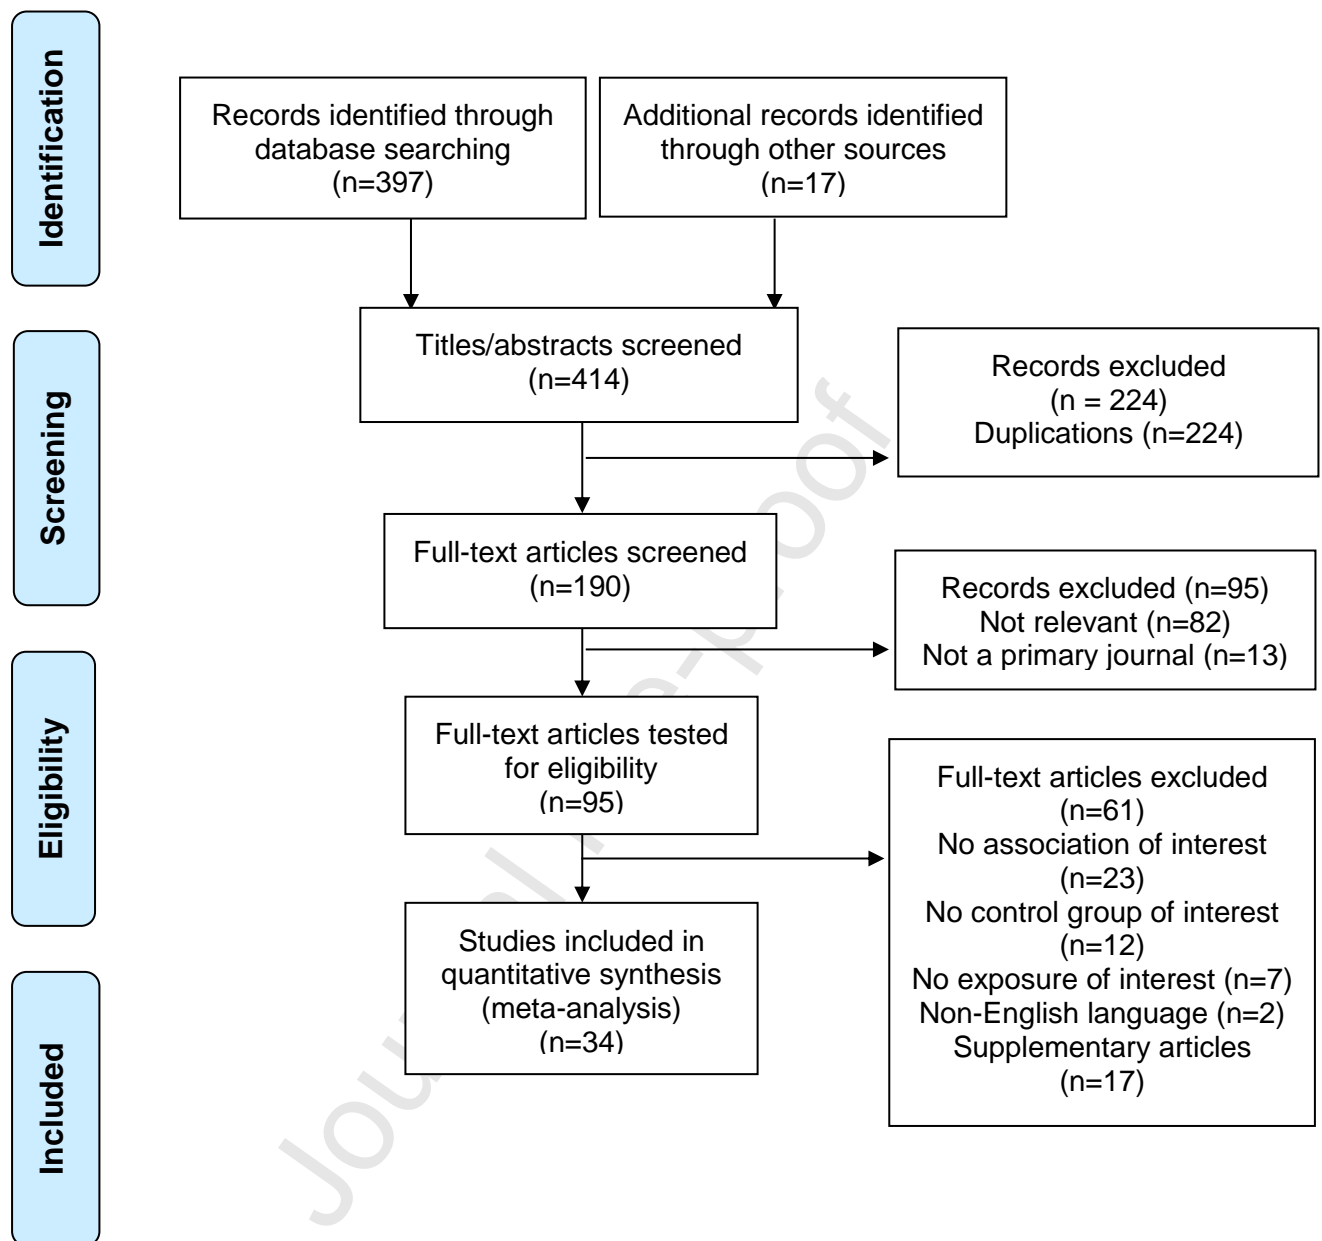 Identification
Records identified through
database searching
(n=397)
Additional records identified
through other sources
(n=17)
Titles/abstracts screened
(n=414)
Records excluded
(n = 224)
Duplications (n=224)
Screening
Full-text articles screened
(n=190)
Records excluded (n=95)
Not relevant (n=82)
Not a primary journal (n=13)
Eligibility
Full-text articles tested
for eligibility
(n=95)
Full-text articles excluded
(n=61)
No association of interest
(n=23)
No control group of interest
(n=12)
No exposure of interest (n=7)
Non-English language (n=2)
Supplementary articles
(n=17)
Included
Studies included in
quantitative synthesis
(meta-analysis)
(n=34)
Journal Pre-proof